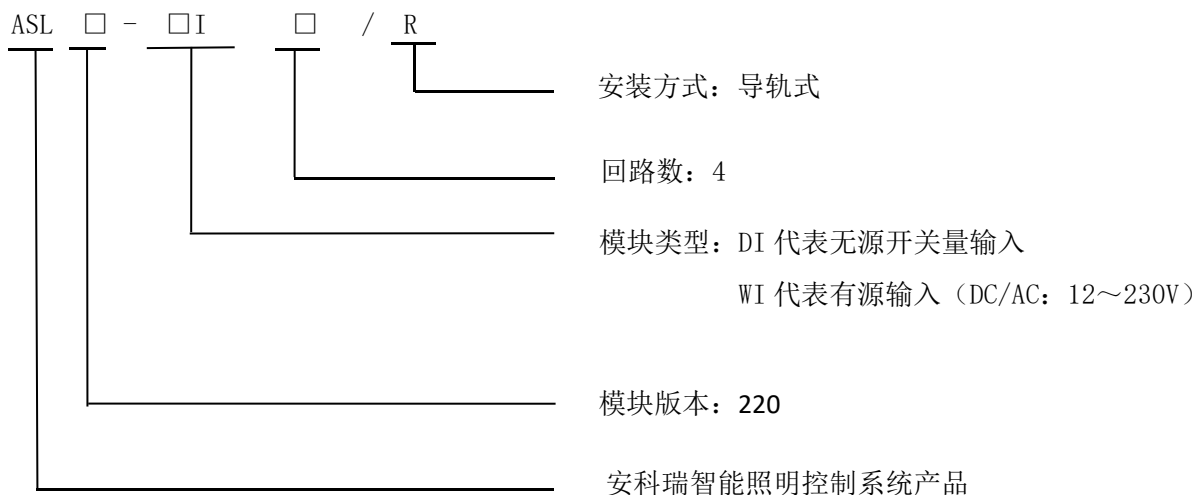 ASL □ - □I □ / R
安装方式：导轨式
回路数：4
模块类型：DI 代表无源开关量输入
WI 代表有源输入（DC/AC：12～230V）
模块版本：220
安科瑞智能照明控制系统产品